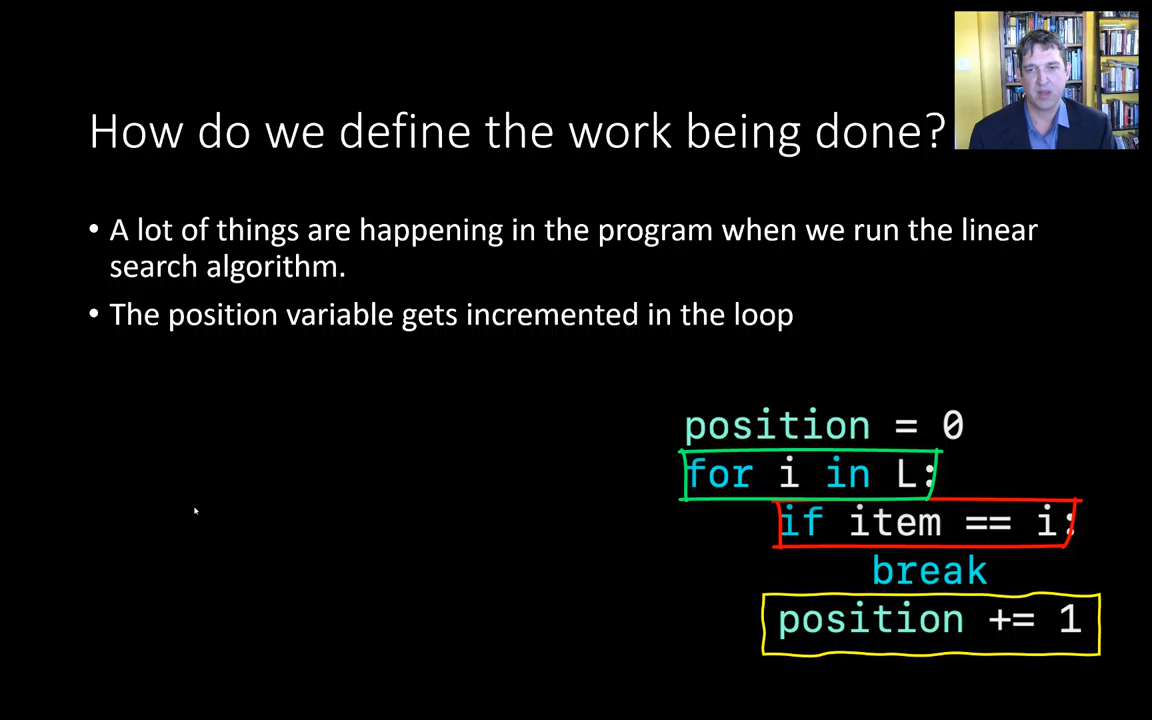 How do we define the work being done?
• A lot of things are happening in the program when we run the linear
search algorithm.
• The position variable gets incremented in the loop
position = 0
for i in L:
if item == i:
break
position += 1